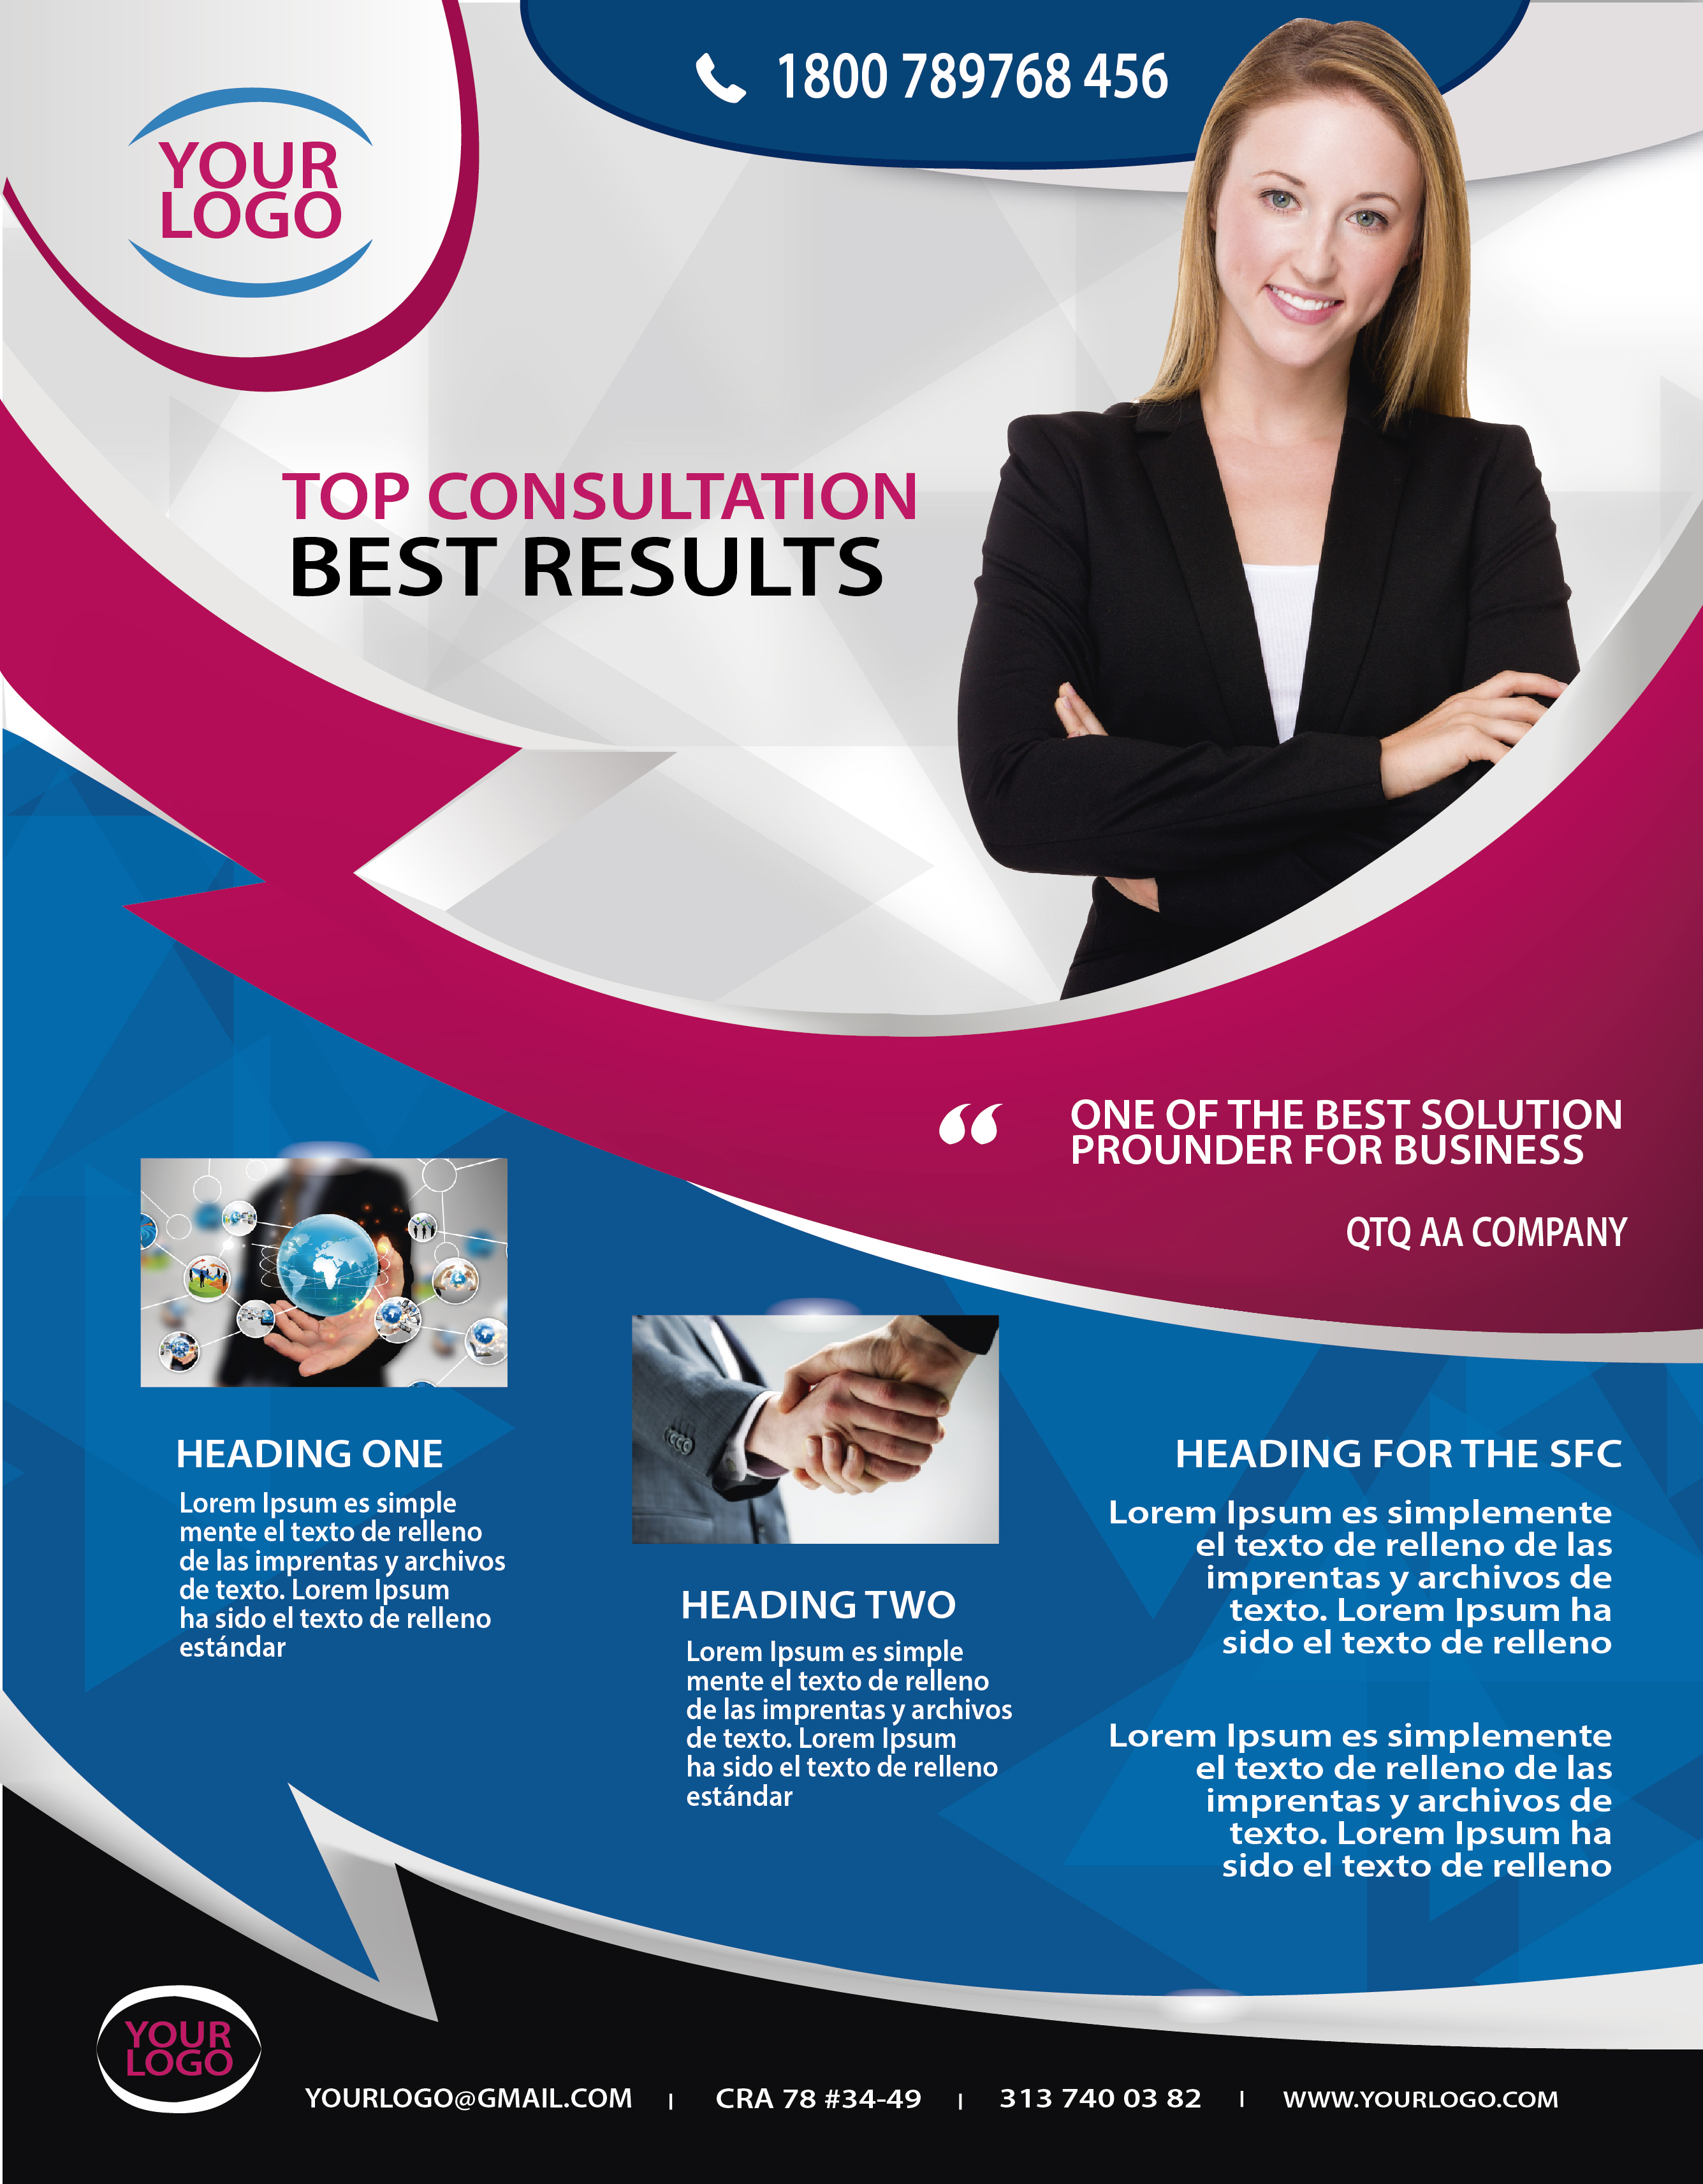 YOUR
LOGO
1800 789768 456
TOP CONSULTATION
BEST RESULTS
“ ONE OF THE BEST SOLUTION
PROUNDER FOR BUSINESS
QTQ AA COMPANY
HEADING ONE
Lorem Ipsum es simple
mente el texto de relleno
de las imprentas y archivos
de texto. Lorem Ipsum
ha sido el texto de relleno
estándar
HEADING TWO
Lorem Ipsum es simple
mente el texto de relleno
de las imprentas y archivos
de texto. Lorem Ipsum
ha sido el texto de relleno
estándar
HEADING FOR THE SFC
Lorem Ipsum es simplemente
el texto de relleno de las
imprentas y archivos de
texto. Lorem Ipsum ha
sido el texto de relleno
Lorem Ipsum es simplemente
el texto de relleno de las
imprentas y archivos de
texto. Lorem Ipsum ha
sido el texto de relleno
YOUR
LOGO
YOURLOGO@GMAIL.COM | CRA 78 #34-49 | 313 740 03 82 | WWW.YOURLOGO.COM